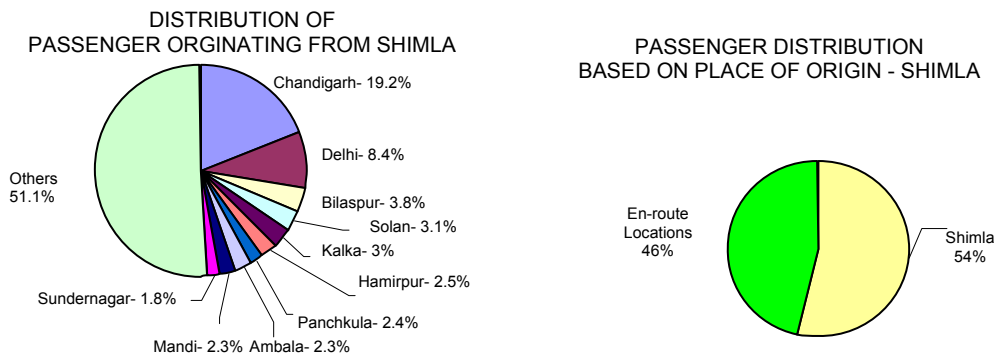 DISTRIBUTION OF
PASSENGER ORGINATING FROM SHIMLA
Chandigarh- 19.2%
Delhi- 8.4%
Bilaspur- 3.8%
Solan- 3.1%
Kalka- 3%
Hamirpur- 2.5%
Panchkula- 2.4%
Ambala- 2.3%
Mandi- 2.3%
Sundernagar- 1.8%
Others
51.1%
PASSENGER DISTRIBUTION
BASED ON PLACE OF ORIGIN - SHIMLA
En-route
Locations
46%
Shimla
54%